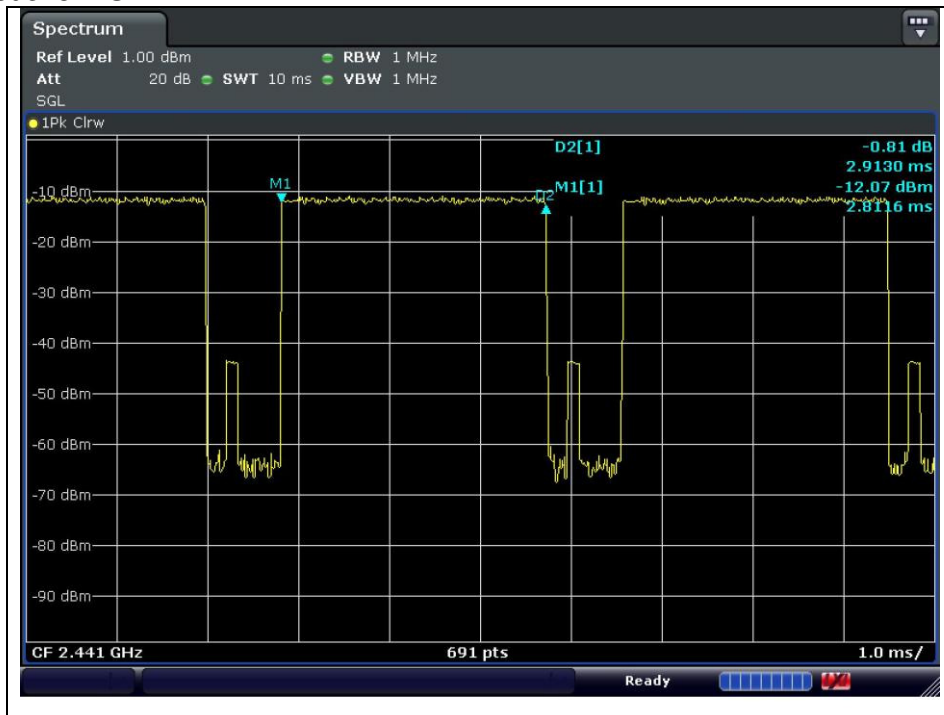 Spectrum
Ref Level 1.00 dBm RBW 1 MHz
Att 20 dB SWT 10 ms VBW 1 MHz
SGL
1Pk Clrw
D2[1] -0.81 dB
2.9130 ms
M1[1] -12.07 dBm
2.8116 ms
M1
D2
-10 dBm
-20 dBm
-30 dBm
-40 dBm
-50 dBm
-60 dBm
-70 dBm
-80 dBm
-90 dBm
CF 2.441 GHz 691 pts 1.0 ms/
Ready